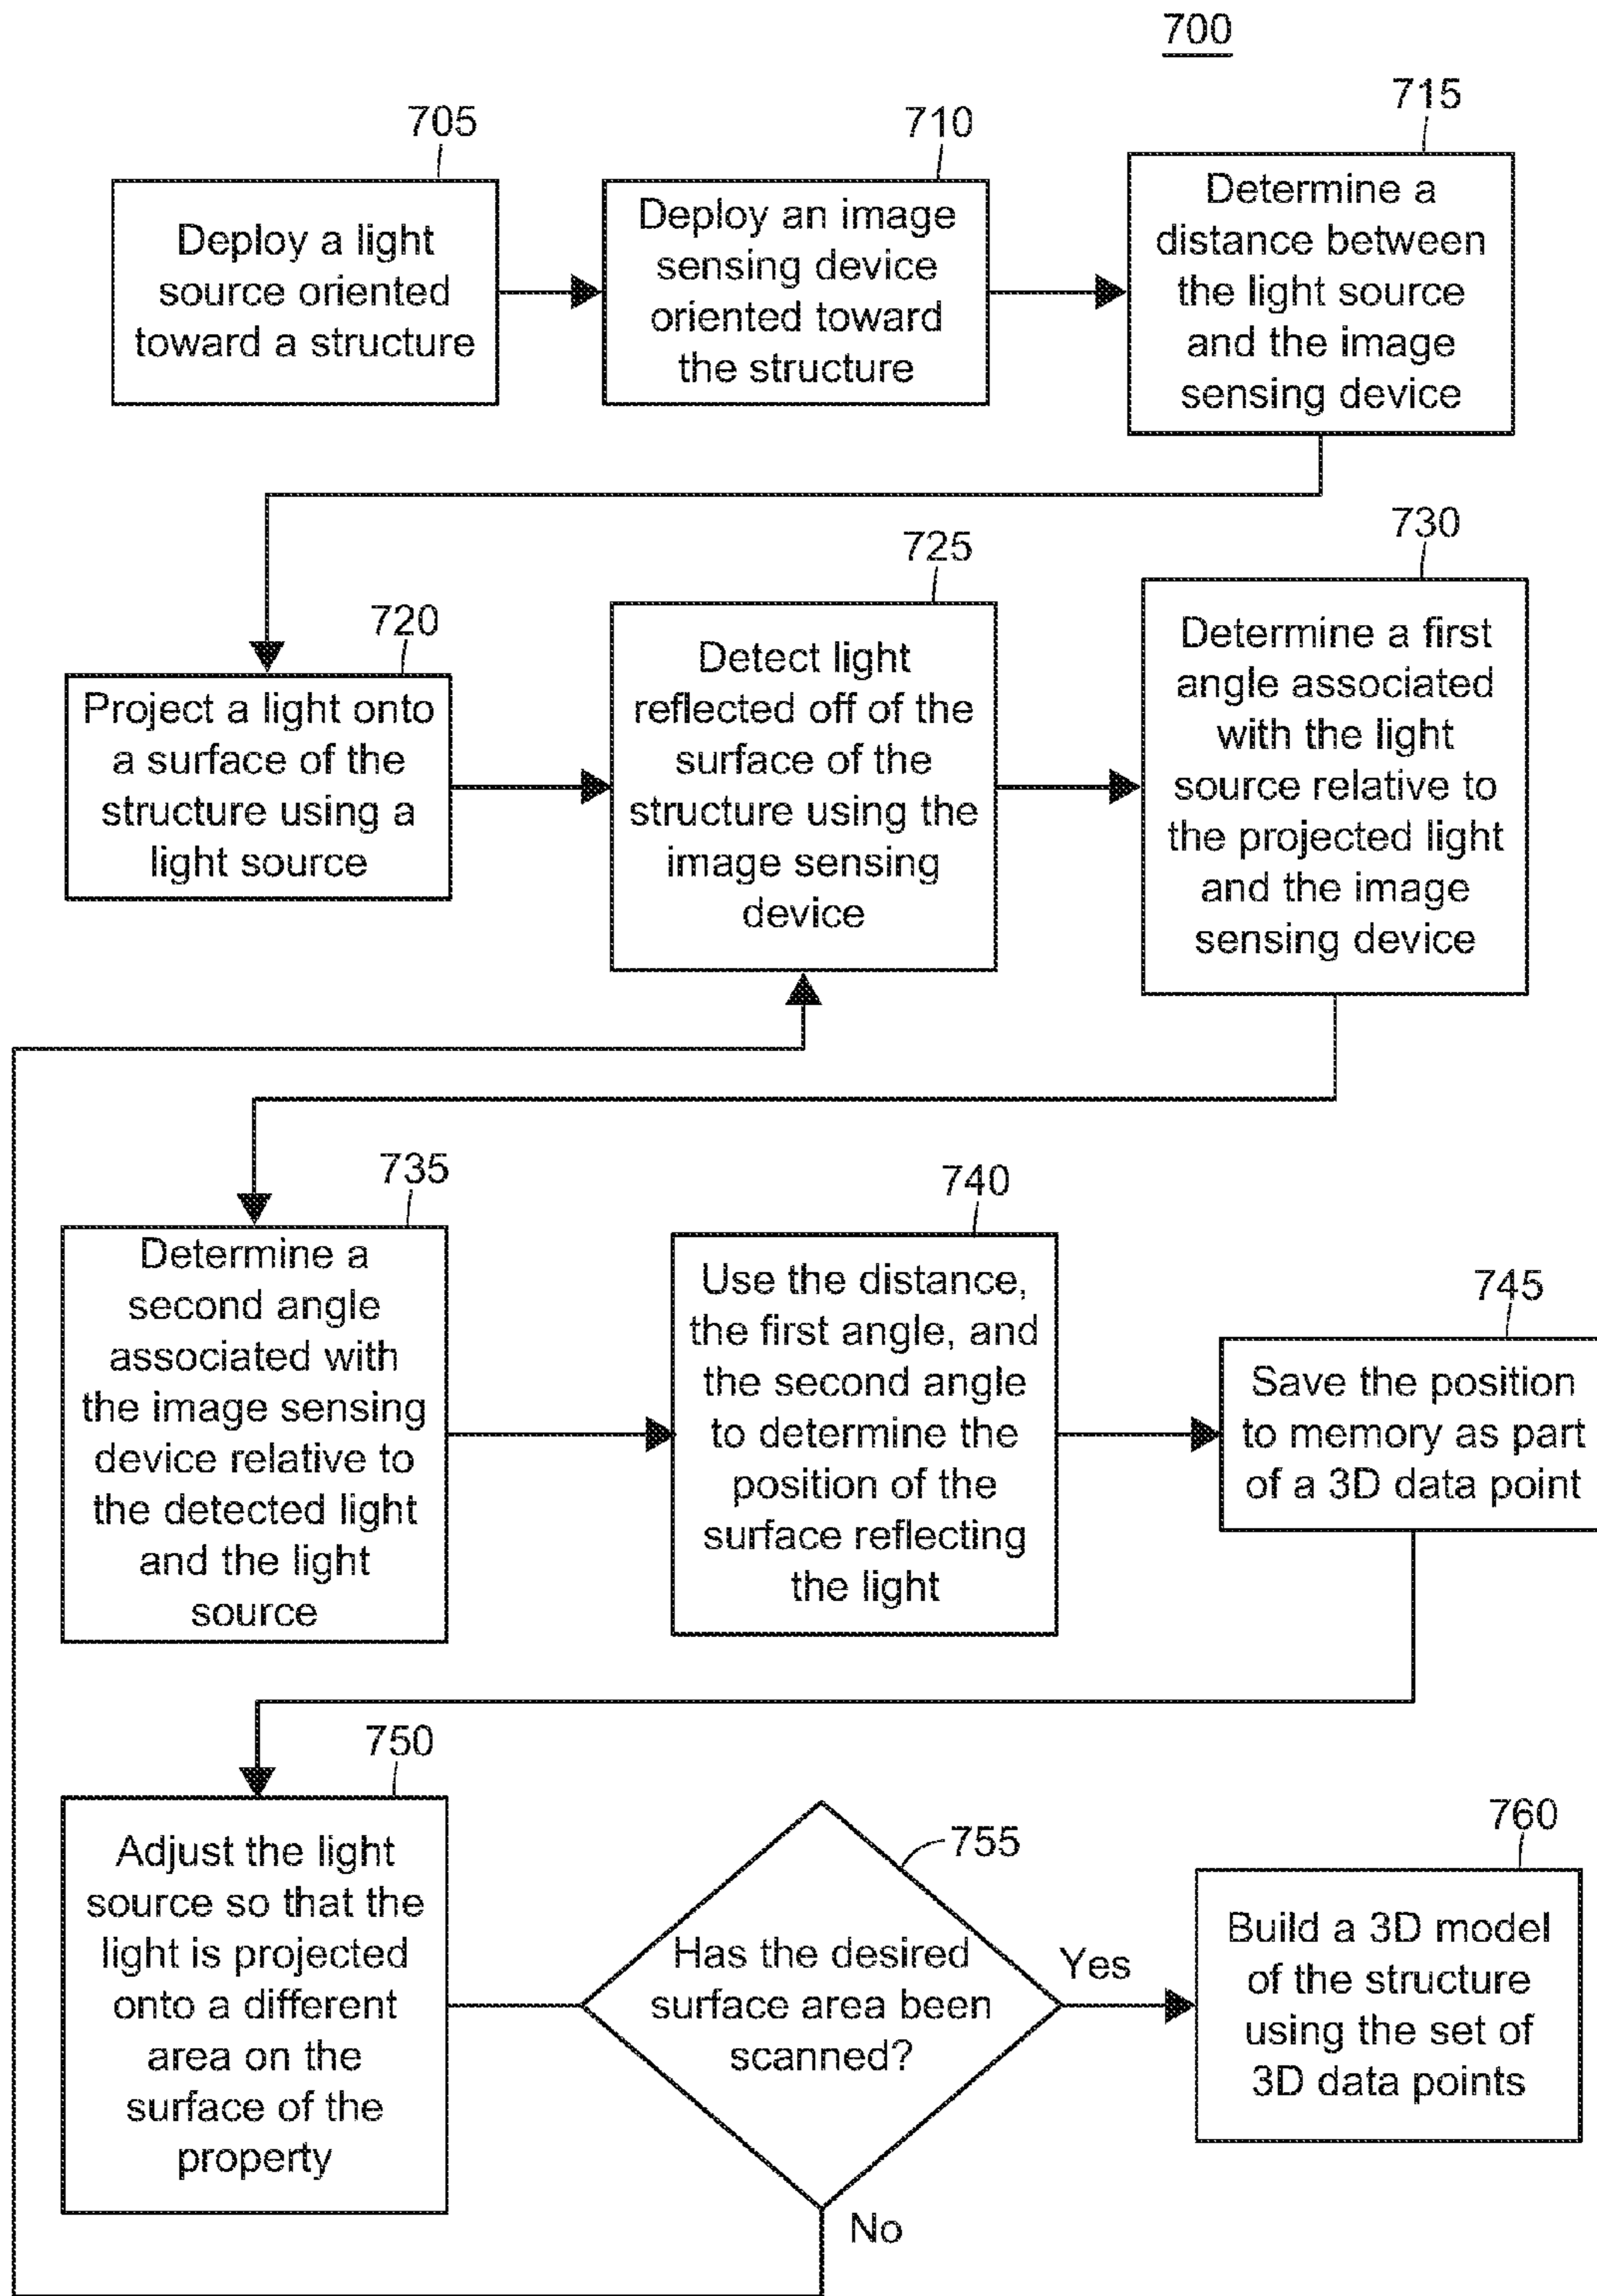 700
705
Deploy a light
source oriented
toward a structure
710
Deploy an image
sensing device
oriented toward
the structure
715
Determine a
distance between
the light source
and the image
sensing device
720
Project a light onto
a surface of the
structure using a
light source
725
Detect light
reflected off of the
surface of the
structure using the
image sensing
device
730
Determine a first
angle associated
with the light
source relative to
the projected light
and the image
sensing device
735
Determine a
second angle
associated with
the image sensing
device relative to
the detected light
and the light
source
740
Use the distance,
the first angle, and
the second angle
to determine the
position of the
surface reflecting
the light
745
Save the position
to memory as part
of a 3D data point
750
Adjust the light
source so that the
light is projected
onto a different
area on the
surface of the
property
755
Has the desired
surface area been
scanned?
Yes
No
760
Build a 3D model
of the structure
using the set of
3D data points